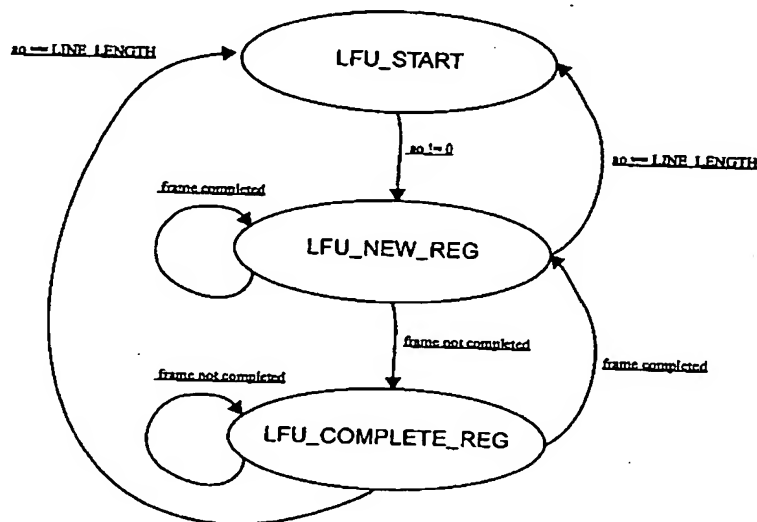 ao == LINE_LENGTH
LFU_START
ao != 0
ao == LINE_LENGTH
frame completed
LFU_NEW_REG
frame not completed
frame completed
frame not completed
LFU_COMPLETE_REG